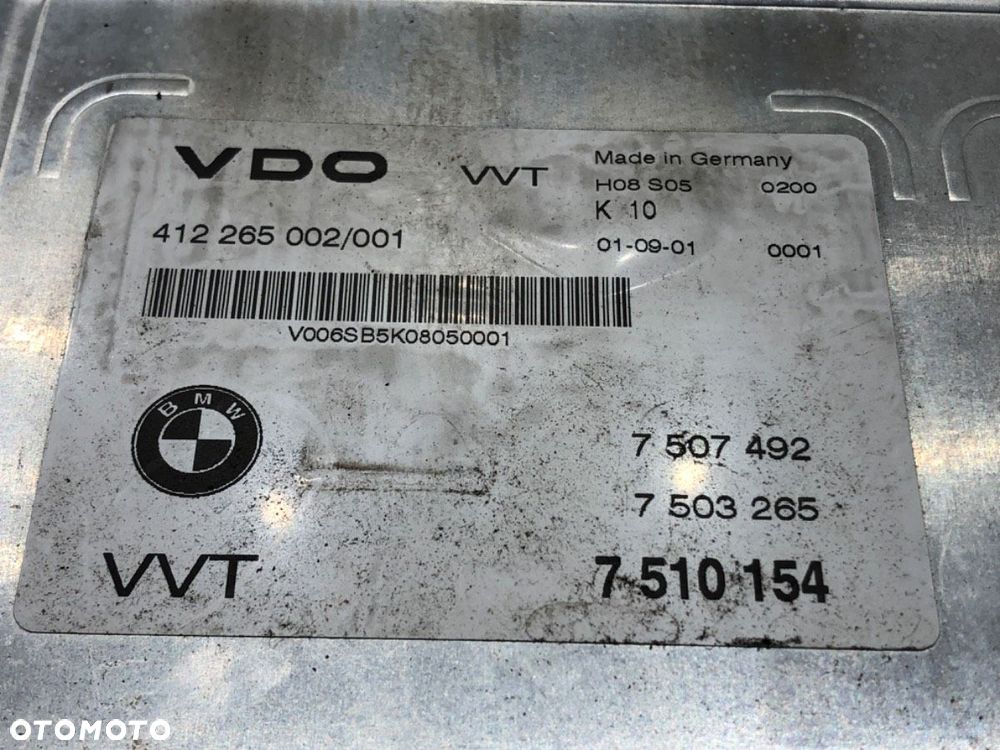 VDO VVT Made in Germany
H08 S05 0200
K 10
412 265 002/001 01-09-01 0001
V006SB5K08050001
BMW
7 507 492
7 503 265
VVT 7 510 154
OTOMOTO